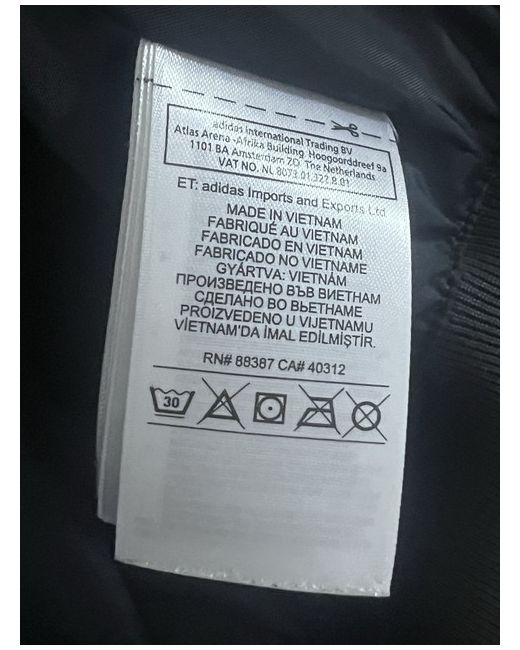 adidas International Trading BV
Atlas Arena -Afrika Building Hoogoorddreef 9a
1101 BA Amsterdam ZO The Netherlands
VAT NO. NL 8073.01.322.B.01
ET: adidas Imports and Exports Ltd
MADE IN VIETNAM
FABRIQUÉ AU VIETNAM
FABRICADO EN VIETNAM
FABRICADO NO VIETNAME
GYÁRTVA: VIETNÁM
ПРОИЗВЕДЕНО ВЪВ ВИЕТНАМ
СДЕЛАНО ВО ВЬЕТНАМЕ
PROIZVEDENO U VIJETNAMU
VİETNAM'DA İMAL EDİLMİŞTİR.
RN# 88387 CA# 40312
30